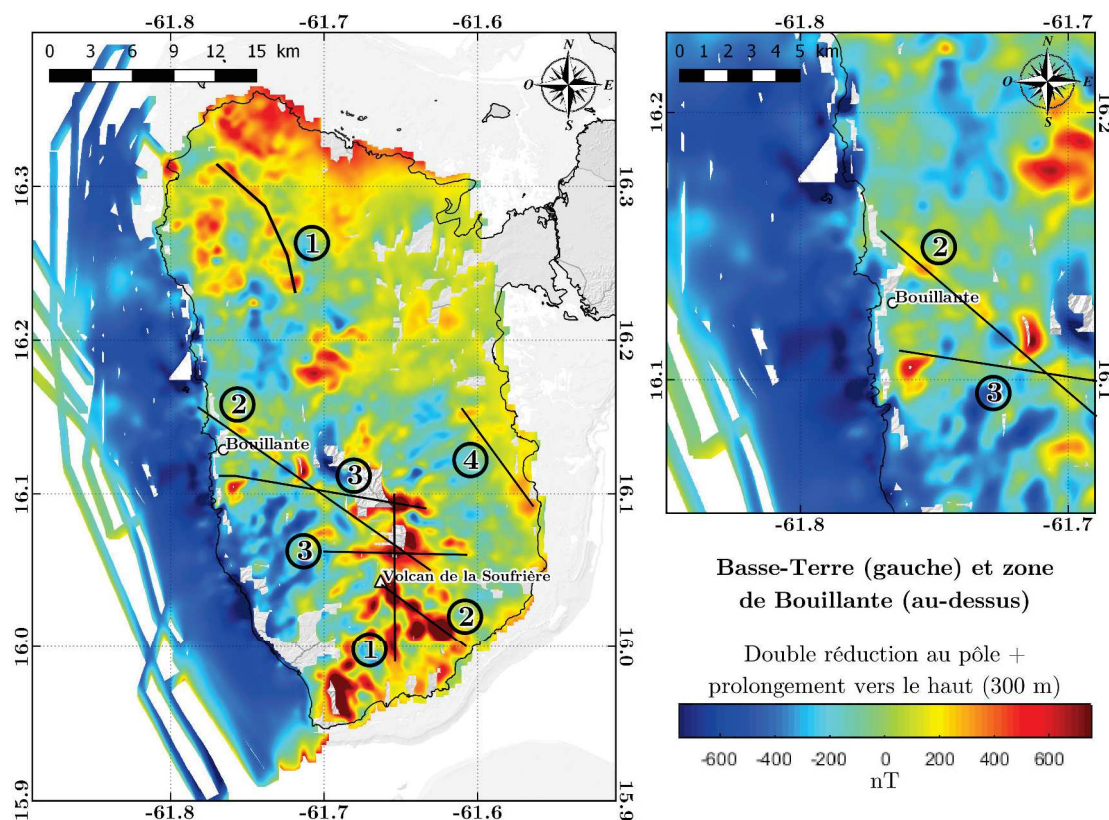 -61.8 -61.7 -61.6
0 3 6 9 12 15 km
N
O E
S
16.3
16.3
1
16.2
16.2
2
Bouillante
3
4
16.1
16.1
3
Volcan de la Soufrière
2
16.0
16.0
1
15.9
15.9
-61.8 -61.7 -61.6
-61.8 -61.7
0 1 2 3 4 5 km
N
O E
S
16.2
16.2
2
Bouillante
16.1
16.1
3
-61.8 -61.7
Basse-Terre (gauche) et zone
de Bouillante (au-dessus)
Double réduction au pôle +
prolongement vers le haut (300 m)
-600 -400 -200 0 200 400 600
nT